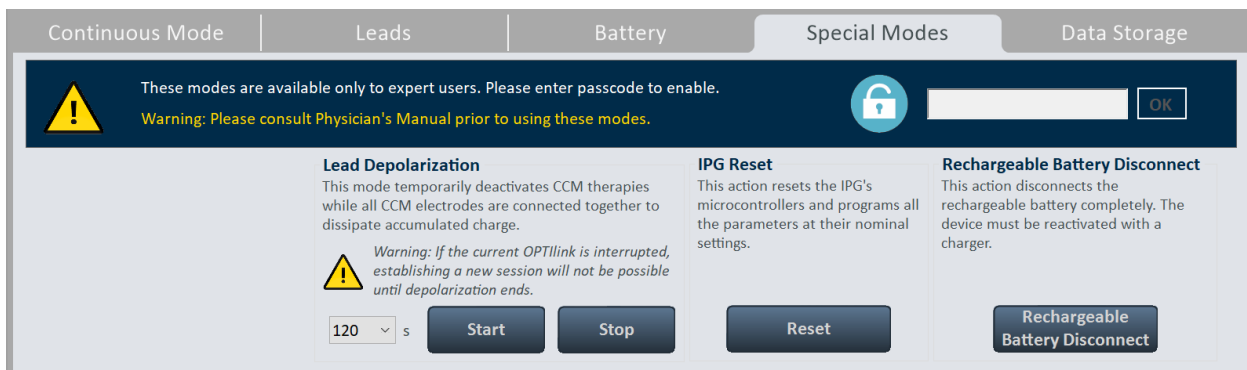 Continuous Mode
Leads
Battery
Special Modes
Data Storage
These modes are available only to expert users. Please enter passcode to enable.
Warning: Please consult Physician's Manual prior to using these modes.
OK
Lead Depolarization
This mode temporarily deactivates CCM therapies
while all CCM electrodes are connected together to
dissipate accumulated charge.
Warning: If the current OPTIlink is interrupted,
establishing a new session will not be possible
until depolarization ends.
120 s
Start
Stop
IPG Reset
This action resets the IPG's
microcontrollers and programs all
the parameters at their nominal
settings.
Reset
Rechargeable Battery Disconnect
This action disconnects the
rechargeable battery completely. The
device must be reactivated with a
charger.
Rechargeable
Battery Disconnect